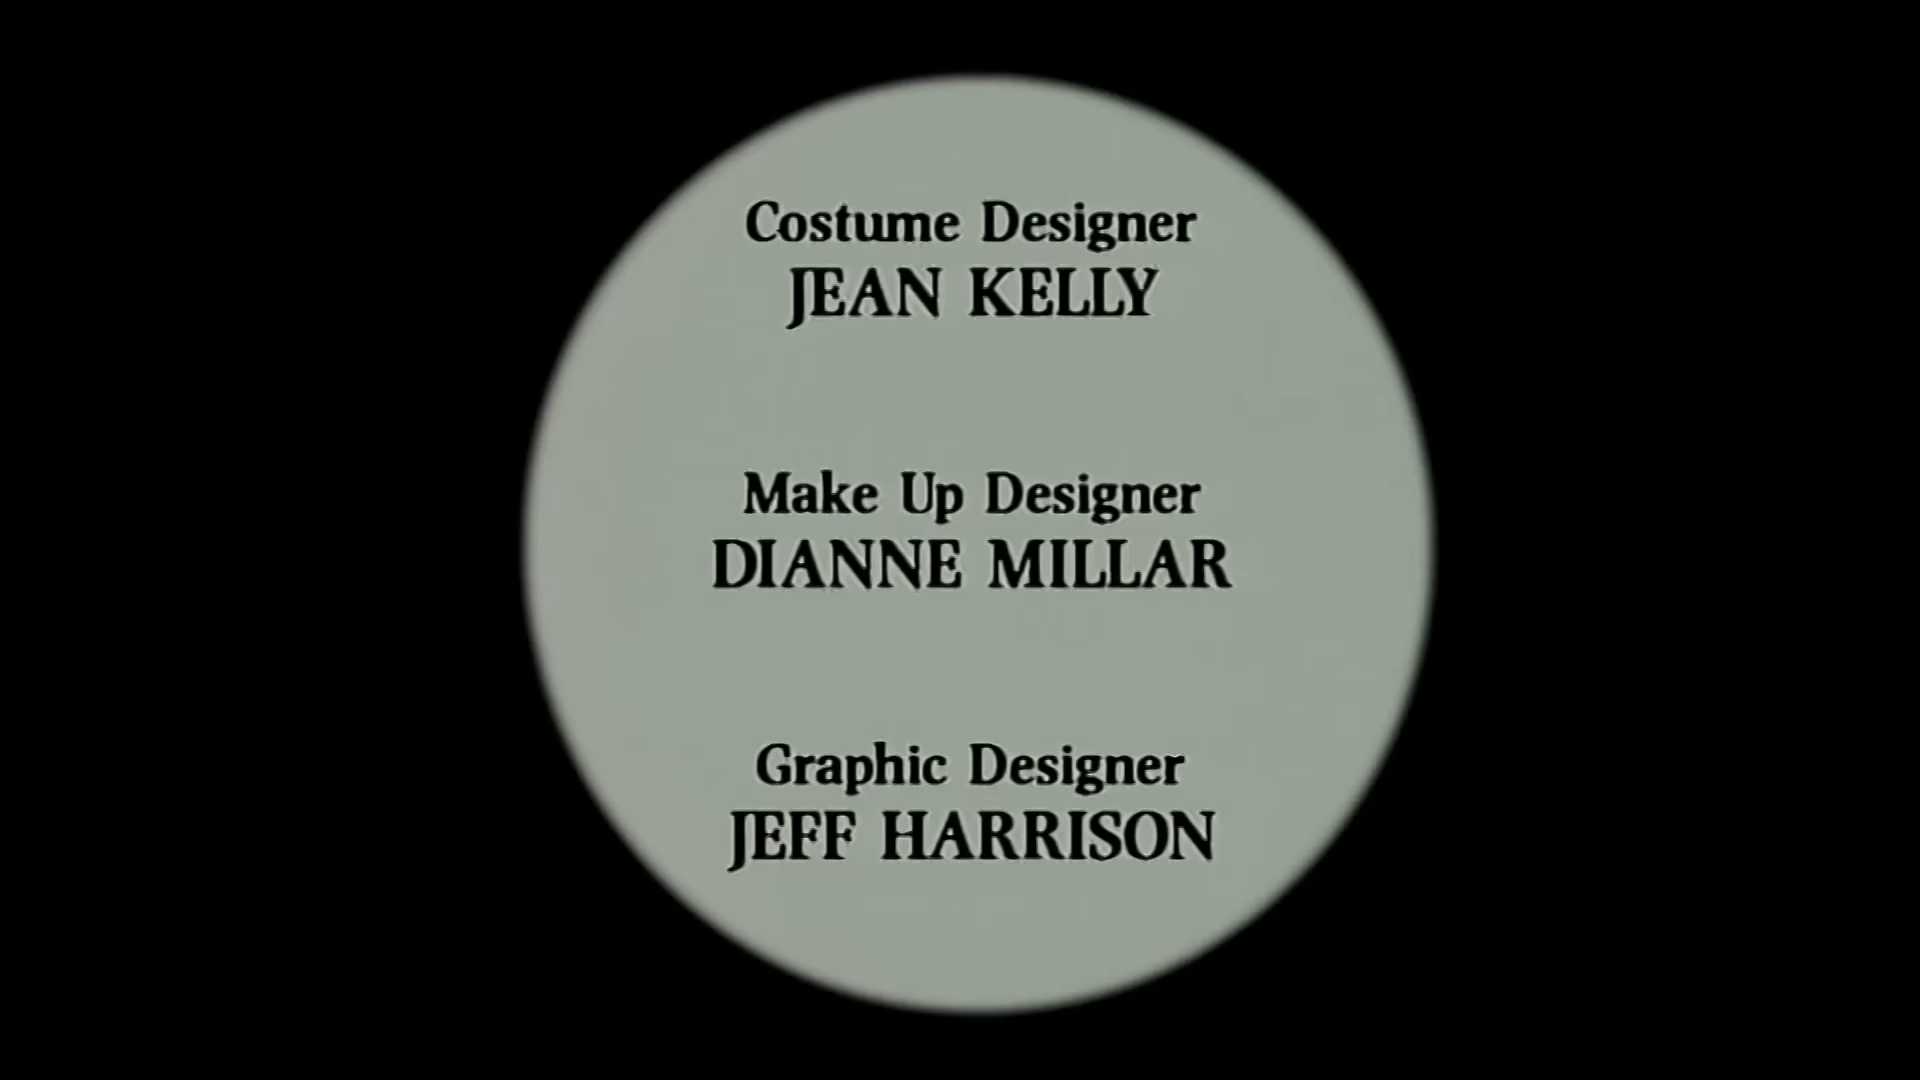 Costume Designer
JEAN KELLY
Make Up Designer
DIANNE MILLAR
Graphic Designer
JEFF HARRISON